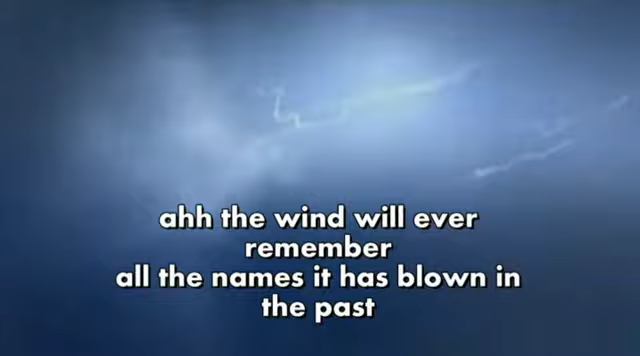 ahh the wind will ever
remember
all the names it has blown in
the past